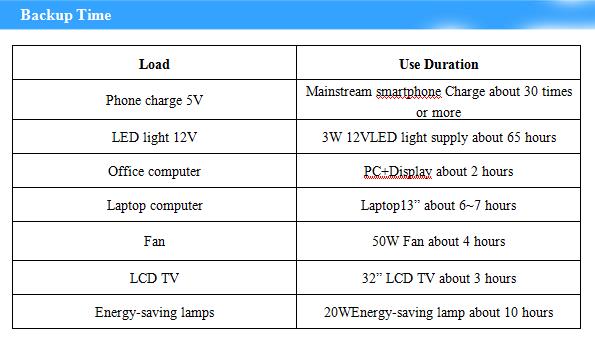 Backup Time
Load
Use Duration
Phone charge 5V
Mainstream smartphone Charge about 30 times
or more
LED light 12V
3W 12VLED light supply about 65 hours
Office computer
PC+Display about 2 hours
Laptop computer
Laptop13” about 6~7 hours
Fan
50W Fan about 4 hours
LCD TV
32” LCD TV about 3 hours
Energy-saving lamps
20WEnergy-saving lamp about 10 hours